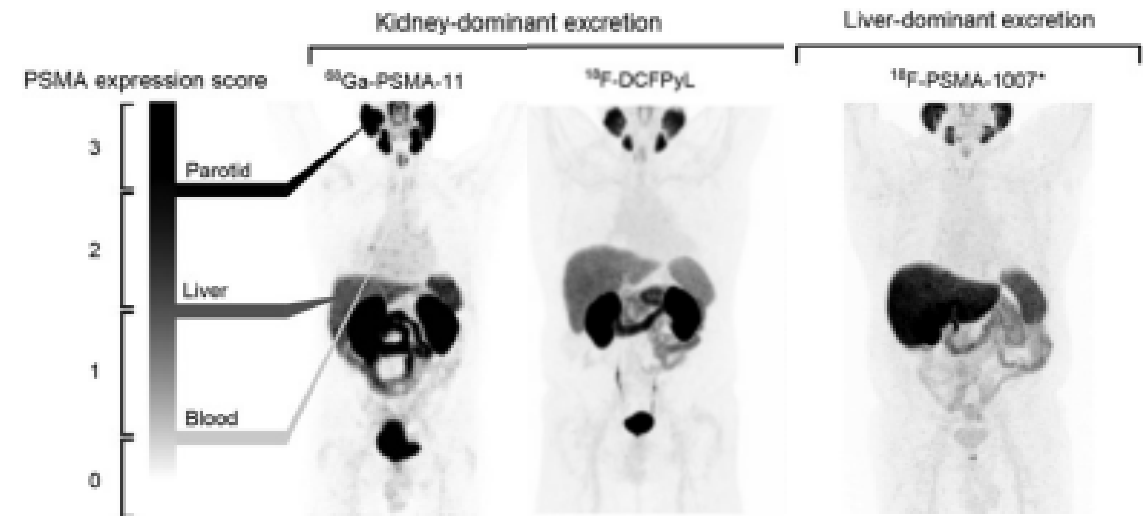 Kidney-dominant excretion
Liver-dominant excretion
PSMA expression score
⁶⁸Ga-PSMA-11
¹⁸F-DCFPyL
¹⁸F-PSMA-1007*
3
Parotid
2
Liver
1
Blood
0